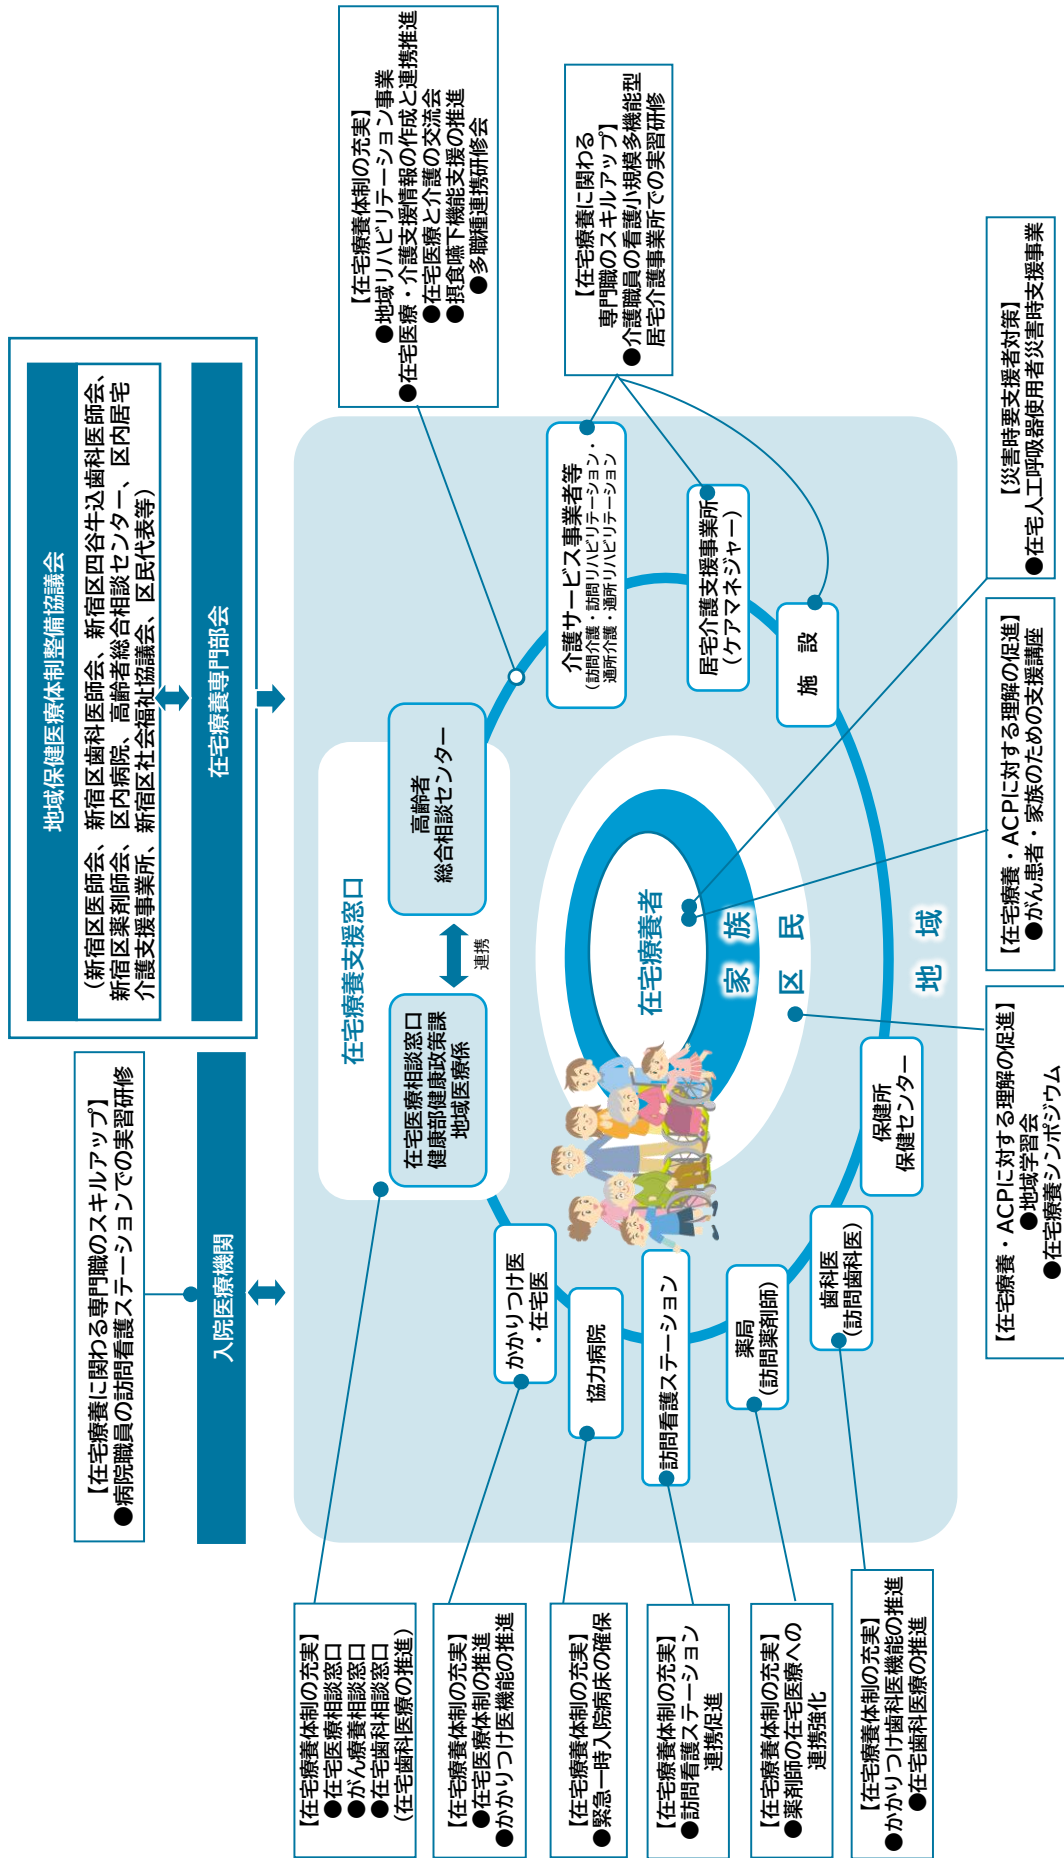 【在宅療養に関わる専門職のスキルアップ】
●病院職員の訪問看護ステーションでの実習研修
入院医療機関
地域保健医療体制整備協議会
（新宿区医師会、新宿区歯科医師会、新宿区四谷牛込歯科医師会、
新宿区薬剤師会、区内病院、高齢者総合相談センター、区内居宅
介護支援事業所、新宿区社会福祉協議会、区民代表等）
在宅療養専門部会
【在宅療養体制の充実】
●在宅医療相談窓口
●がん療養相談窓口
●在宅歯科相談窓口
（在宅歯科医療の推進）
【在宅療養体制の充実】
●在宅医療体制の推進
●かかりつけ医機能の推進
【在宅療養体制の充実】
●緊急一時入院病床の確保
【在宅療養体制の充実】
●訪問看護ステーション
連携促進
【在宅療養体制の充実】
●薬剤師の在宅医療への
連携強化
【在宅療養体制の充実】
●かかりつけ歯科医機能の推進
●在宅歯科医療の推進
在宅療養支援窓口
在宅医療相談窓口
健康部健康政策課
地域医療係
連携
高齢者
総合相談センター
かかりつけ医
・在宅医
協力病院
訪問看護ステーション
薬局
（訪問薬剤師）
歯科医
（訪問歯科医）
保健所
保健センター
在宅療養者
家族
区民
地域
介護サービス事業者等
（訪問介護・訪問リハビリテーション・
通所介護・通所リハビリテーション
居宅介護支援事業所
（ケアマネジャー）
施設
【在宅療養体制の充実】
●地域リハビリテーション事業
●在宅医療・介護支援情報の作成と連携推進
●在宅医療と介護の交流会
●摂食嚥下機能支援の推進
●多職種連携研修会
【在宅療養に関わる
専門職のスキルアップ】
●介護職員の看護小規模多機能型
居宅介護事業所での実習研修
【在宅療養・ACPに対する理解の促進】
●地域学習会
●在宅療養シンポジウム
【在宅療養・ACPに対する理解の促進】
●がん患者・家族のための支援講座
【災害時要支援者対策】
●在宅人工呼吸器使用者災害時支援事業